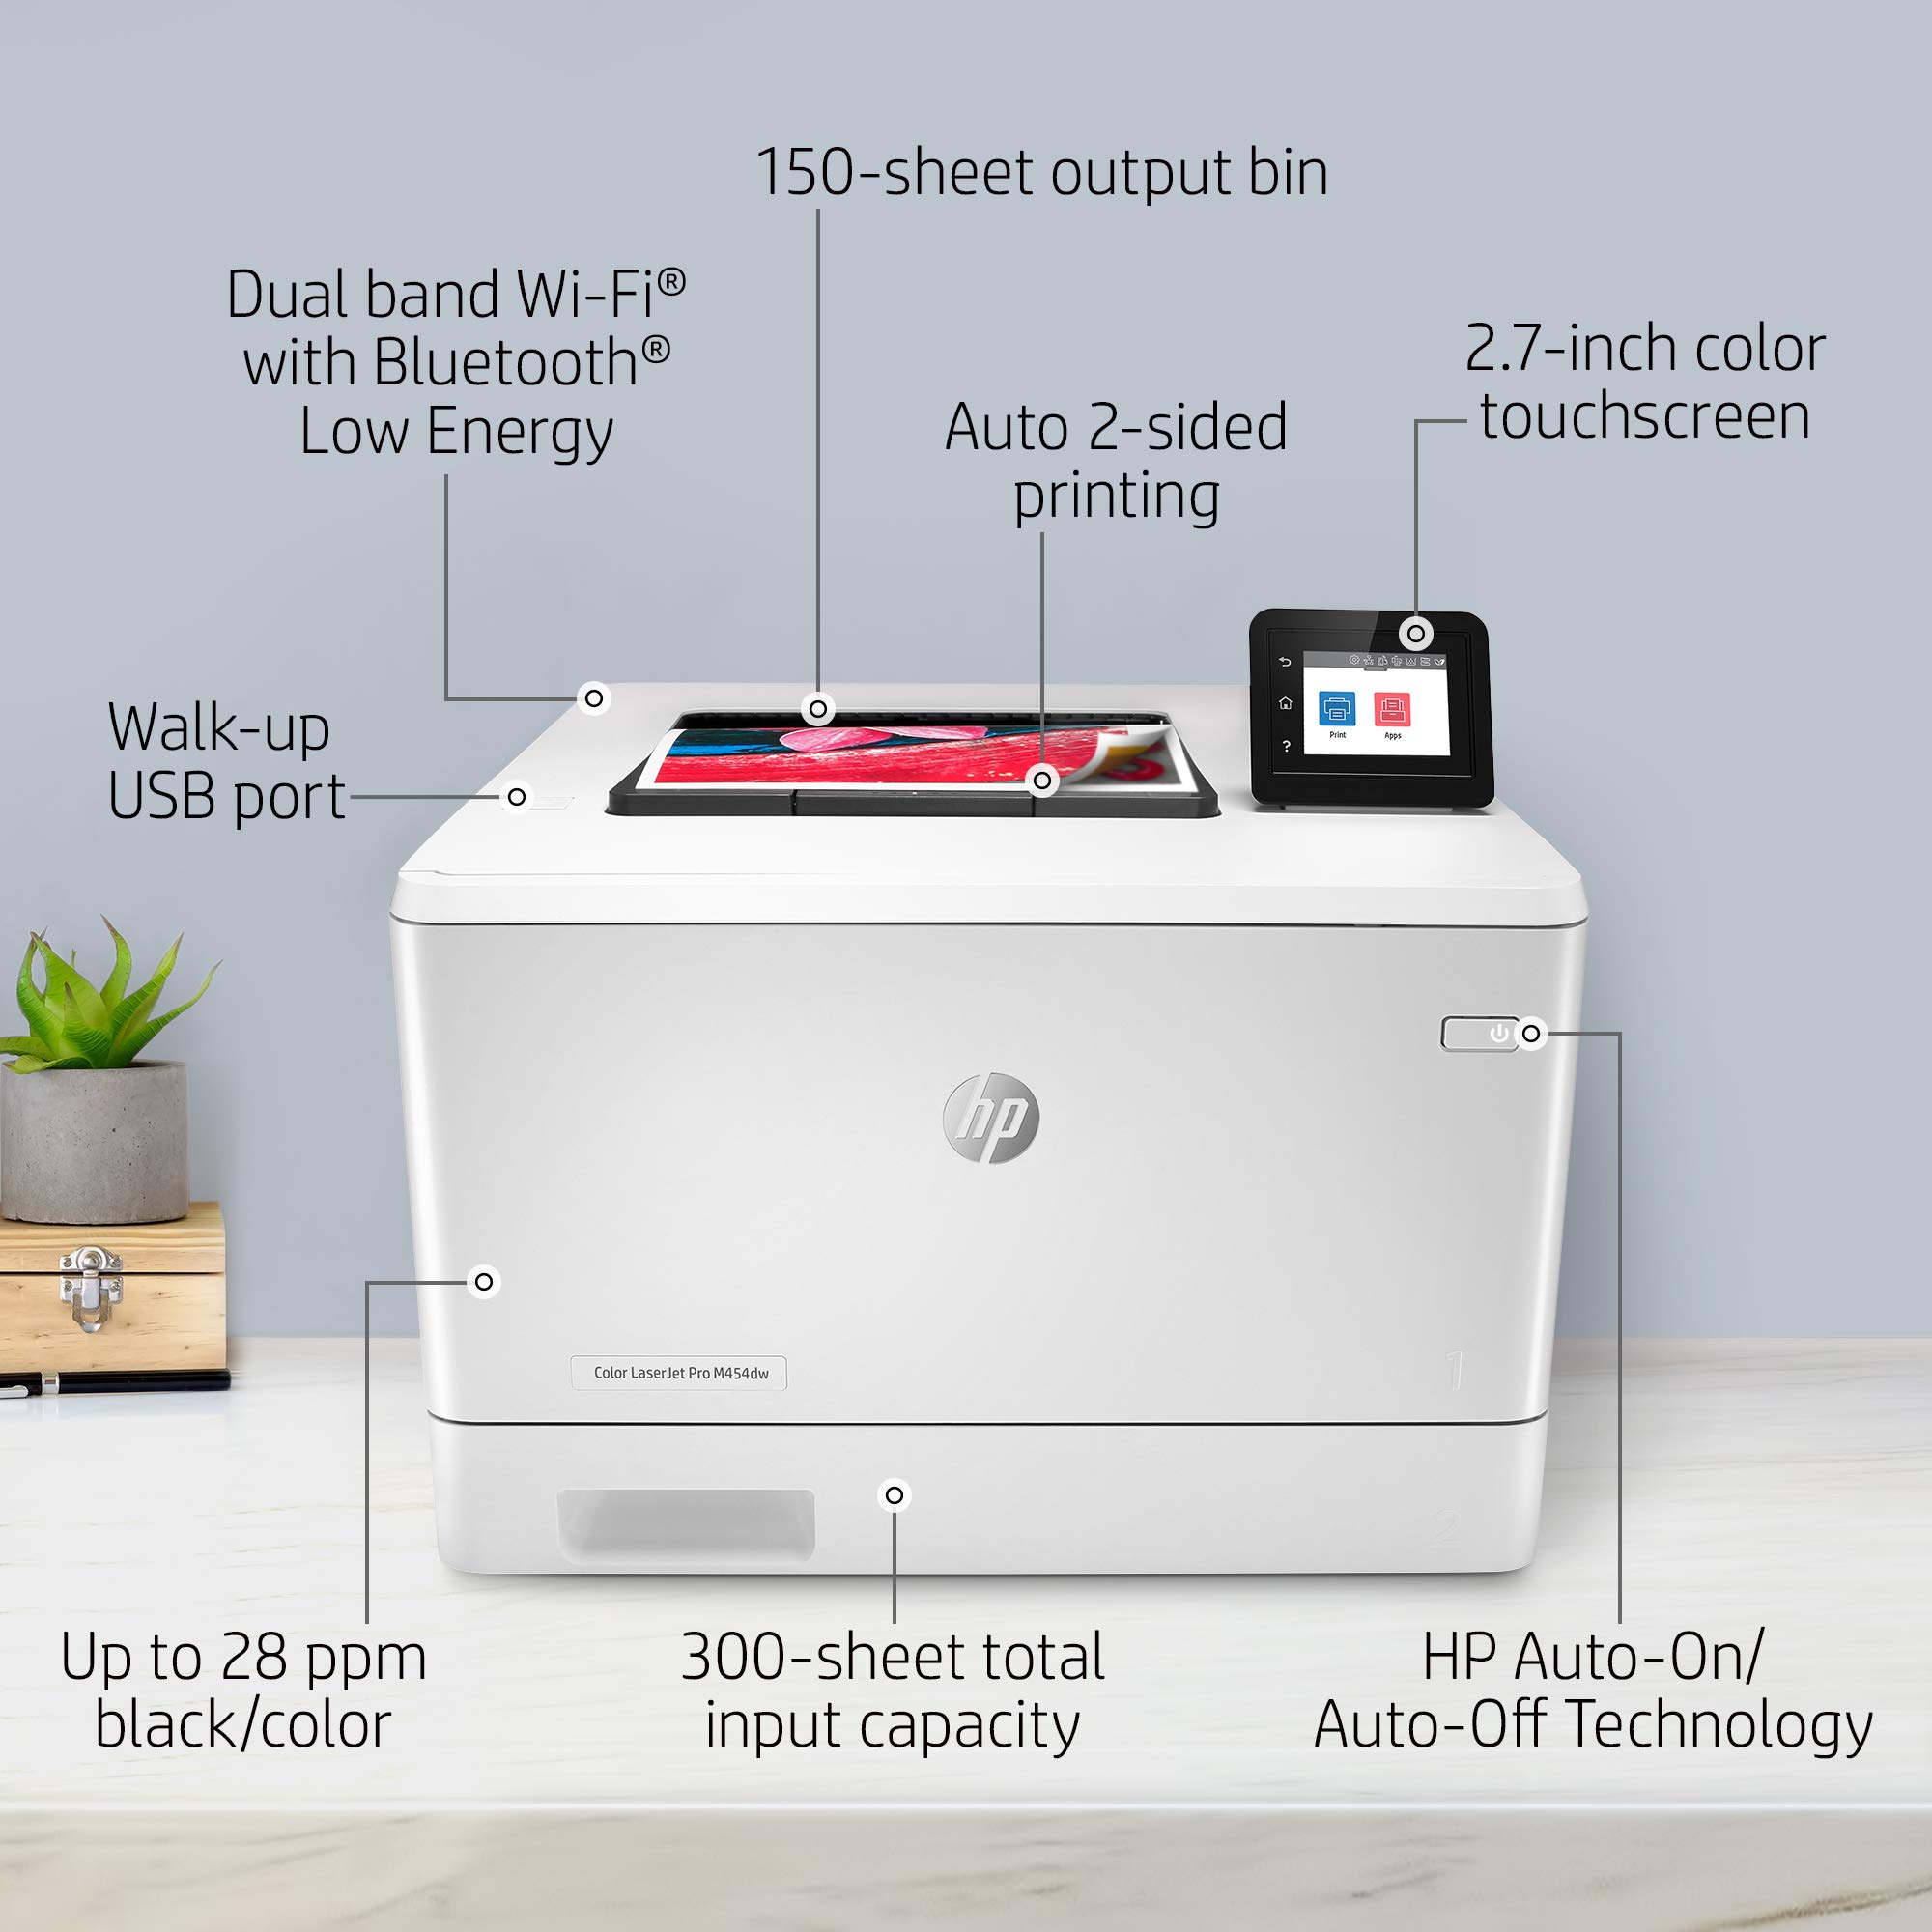 150-sheet output bin
Dual band Wi-Fi®
with Bluetooth®
Low Energy
2.7-inch color
touchscreen
Auto 2-sided
printing
Walk-up
USB port
?
Print
Apps
hp
Color LaserJet Pro M454dw
1
2
Up to 28 ppm
black/color
300-sheet total
input capacity
HP Auto-On/
Auto-Off Technology